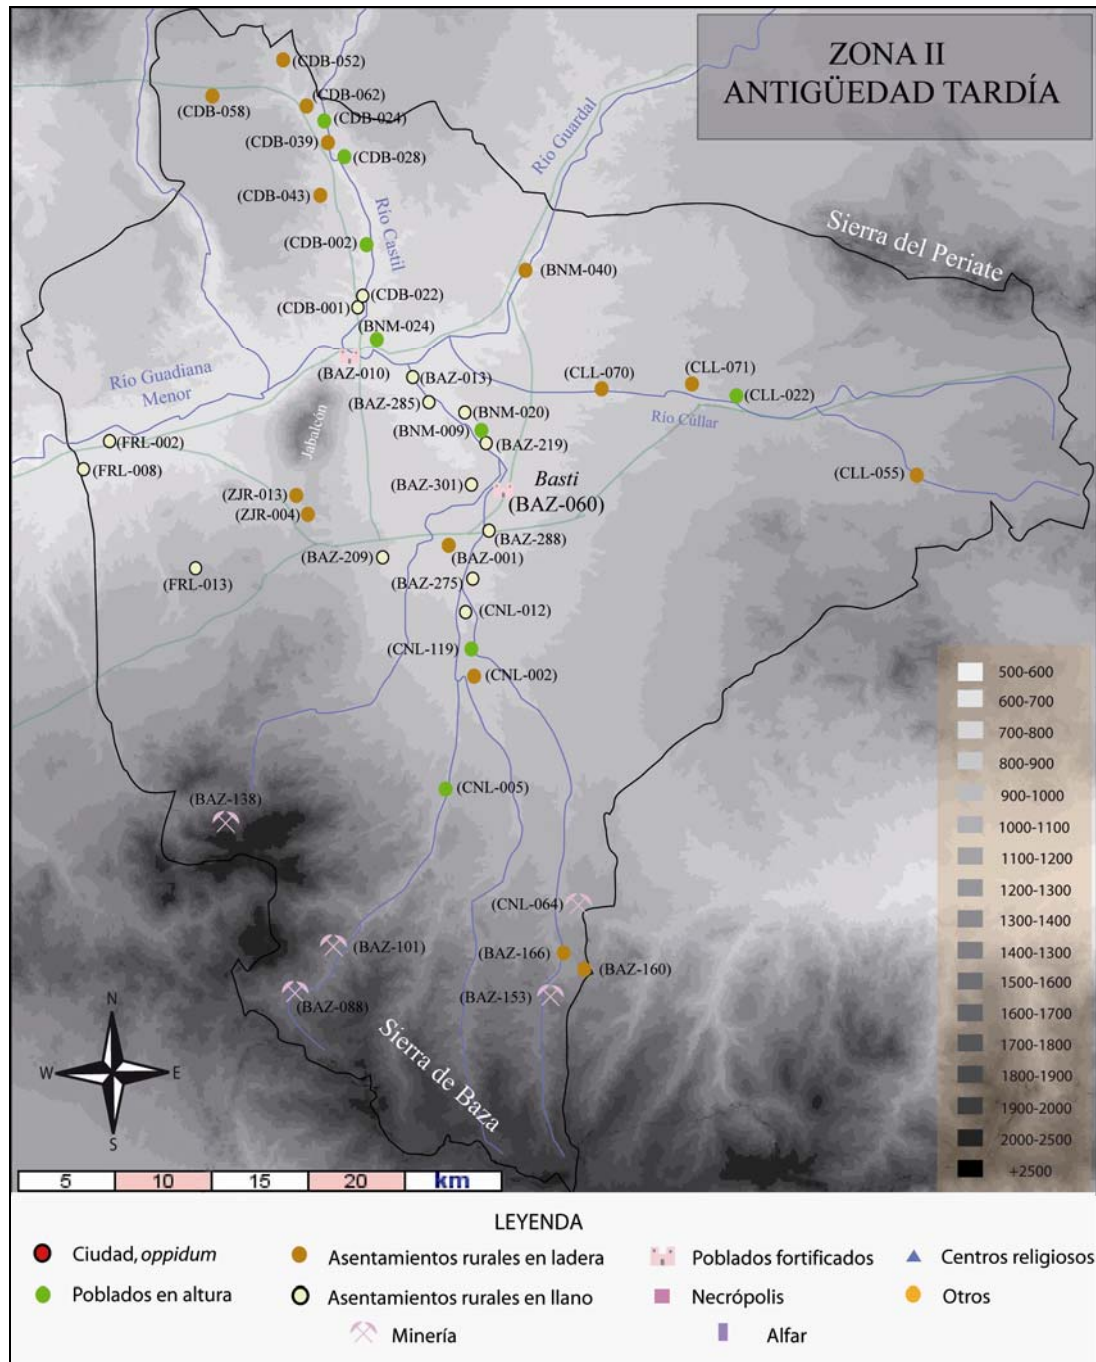 ZONA II
ANTIGÜEDAD TARDÍA
(CDB-052)
(CDB-062)
(CDB-058)
(CDB-024)
(CDB-039)
(CDB-028)
(CDB-043)
Río Guardal
Río Castil
(CDB-002)
Sierra del Periate
(BNM-040)
(CDB-022)
(CDB-001)
(BNM-024)
(BAZ-010)
Río Guadiana
Menor
(BAZ-013)
(CLL-070)
(CLL-071)
(CLL-022)
(BAZ-285)
(BNM-020)
Río Cúllar
Jabalcón
(BNM-009)
(BAZ-219)
(FRL-002)
(FRL-008)
(BAZ-301)
Basti
(BAZ-060)
(CLL-055)
(ZJR-013)
(ZJR-004)
(BAZ-288)
(BAZ-209)
(BAZ-001)
(FRL-013)
(BAZ-275)
(CNL-012)
(CNL-119)
(CNL-002)
(CNL-005)
(BAZ-138)
(CNL-064)
(BAZ-101)
(BAZ-166)
(BAZ-160)
(BAZ-088)
(BAZ-153)
Sierra de Baza
500-600
600-700
700-800
800-900
900-1000
1000-1100
1100-1200
1200-1300
1300-1400
1400-1300
1500-1600
1600-1700
1700-1800
1800-1900
1900-2000
2000-2500
+2500
N
W E
S
5 10 15 20 km
LEYENDA
Ciudad, oppidum
Asentamientos rurales en ladera
Poblados fortificados
Centros religiosos
Poblados en altura
Asentamientos rurales en llano
Necrópolis
Otros
Minería
Alfar